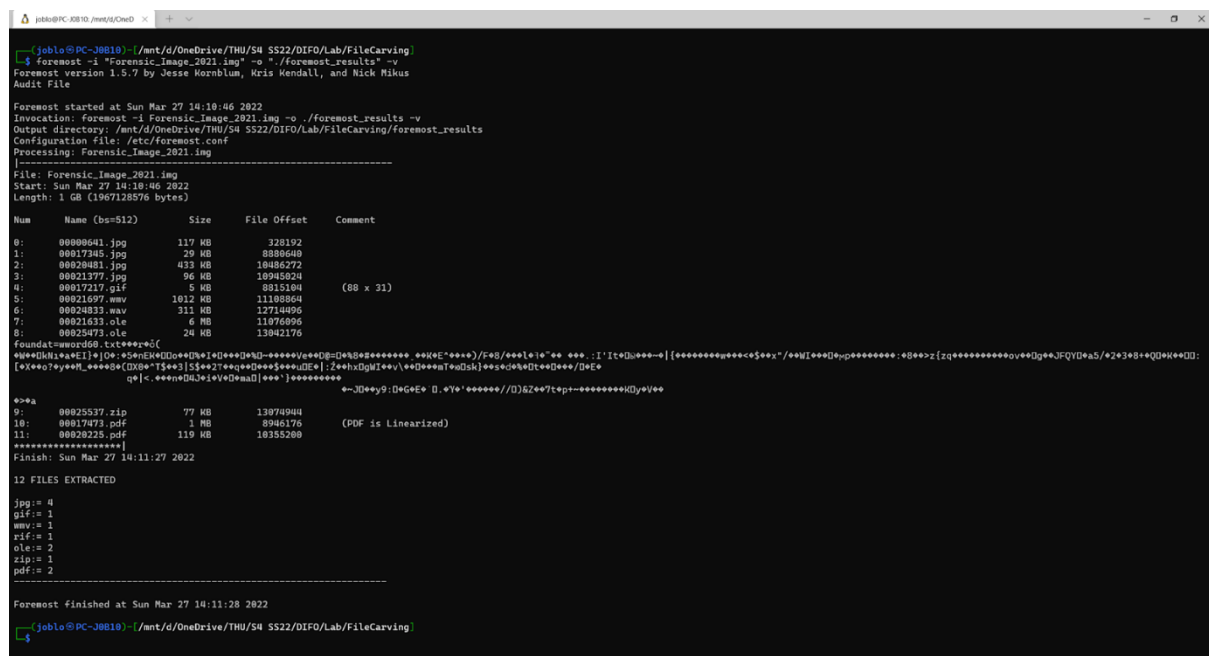 joblo@PC-J0B10: /mnt/d/OneD
(joblo㉿PC-J0B10)-[/mnt/d/OneDrive/THU/S4 SS22/DIFO/Lab/FileCarving]
$ foremost -i "Forensic_Image_2021.img" -o "./foremost_results" -v
Foremost version 1.5.7 by Jesse Kornblum, Kris Kendall, and Nick Mikus
Audit File
Foremost started at Sun Mar 27 14:10:46 2022
Invocation: foremost -i Forensic_Image_2021.img -o ./foremost_results -v
Output directory: /mnt/d/OneDrive/THU/S4 SS22/DIFO/Lab/FileCarving/foremost_results
Configuration file: /etc/foremost.conf
Processing: Forensic_Image_2021.img
|------------------------------------------------------------------
File: Forensic_Image_2021.img
Start: Sun Mar 27 14:10:46 2022
Length: 1 GB (1967128576 bytes)
Num Name (bs=512) Size File Offset Comment
0: 00000641.jpg 117 KB 328192
1: 00017345.jpg 29 KB 8880640
2: 00020481.jpg 433 KB 10486272
3: 00021377.jpg 96 KB 10945024
4: 00017217.gif 5 KB 8815104 (88 x 31)
5: 00021697.wmv 1012 KB 11108864
6: 00024833.wav 311 KB 12714496
7: 00021633.ole 6 MB 11076096
8: 00025473.ole 24 KB 13042176
foundat=wword60.txt
9: 00025537.zip 77 KB 13074944
10: 00017473.pdf 1 MB 8946176 (PDF is Linearized)
11: 00020225.pdf 119 KB 10355200
*******************|
Finish: Sun Mar 27 14:11:27 2022
12 FILES EXTRACTED
jpg:= 4
gif:= 1
wmv:= 1
rif:= 1
ole:= 2
zip:= 1
pdf:= 2
------------------------------------------------------------------
Foremost finished at Sun Mar 27 14:11:28 2022
(joblo㉿PC-J0B10)-[/mnt/d/OneDrive/THU/S4 SS22/DIFO/Lab/FileCarving]
$